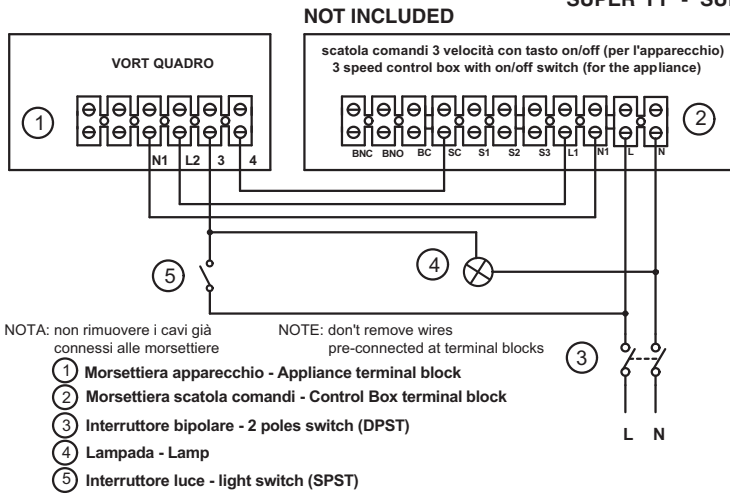 SUPER TT - SU
NOT INCLUDED
VORT QUADRO
scatola comandi 3 velocità con tasto on/off (per l'apparecchio)
3 speed control box with on/off switch (for the appliance)
1
2
N1 L2 3 4
BNC BNO BC SC S1 S2 S3 L1 N1 L N
5
4
NOTA: non rimuovere i cavi già
connessi alle morsettiere
NOTE: don't remove wires
pre-connected at terminal blocks
3
L N
1 Morsettiera apparecchio - Appliance terminal block
2 Morsettiera scatola comandi - Control Box terminal block
3 Interruttore bipolare - 2 poles switch (DPST)
4 Lampada - Lamp
5 Interruttore luce - light switch (SPST)